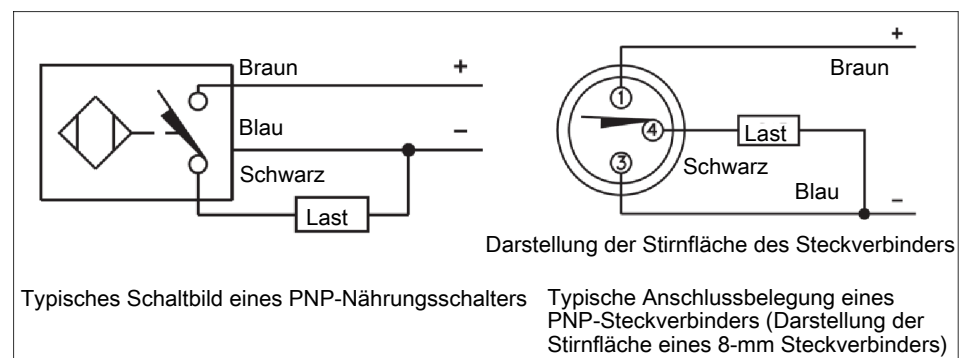 Braun
+
Blau
–
Schwarz
Last
Typisches Schaltbild eines PNP-Nährungsschalters
+
Braun
1
4
Last
3
Schwarz
Blau
–
Darstellung der Stirnfläche des Steckverbinders
Typische Anschlussbelegung eines
PNP-Steckverbinders (Darstellung der
Stirnfläche eines 8-mm Steckverbinders)